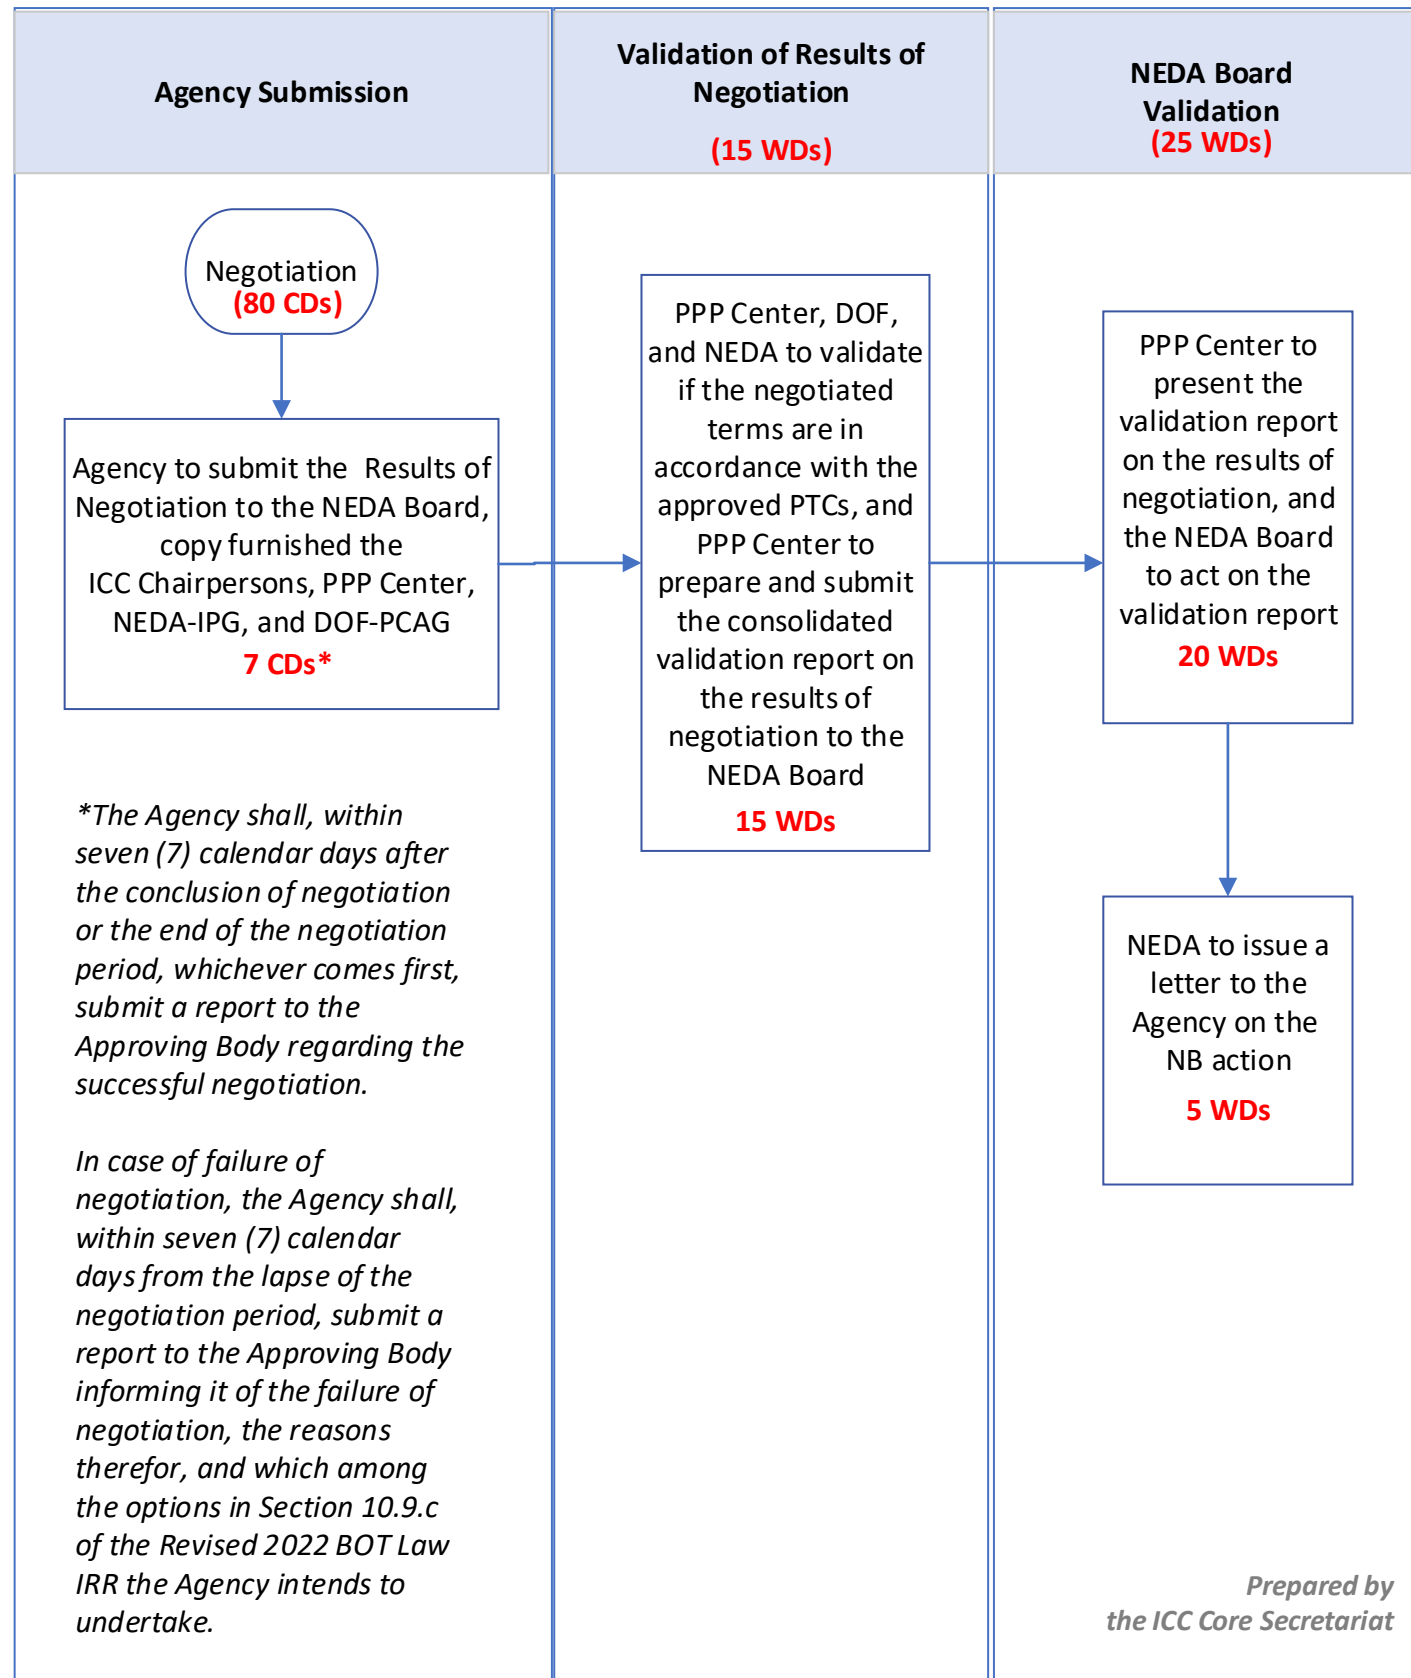 Agency Submission
Validation of Results of
Negotiation
(15 WDs)
NEDA Board
Validation
(25 WDs)
Negotiation
(80 CDs)
Agency to submit the Results of
Negotiation to the NEDA Board,
copy furnished the
ICC Chairpersons, PPP Center,
NEDA-IPG, and DOF-PCAG
7 CDs*
*The Agency shall, within
seven (7) calendar days after
the conclusion of negotiation
or the end of the negotiation
period, whichever comes first,
submit a report to the
Approving Body regarding the
successful negotiation.
In case of failure of
negotiation, the Agency shall,
within seven (7) calendar
days from the lapse of the
negotiation period, submit a
report to the Approving Body
informing it of the failure of
negotiation, the reasons
therefor, and which among
the options in Section 10.9.c
of the Revised 2022 BOT Law
IRR the Agency intends to
undertake.
PPP Center, DOF,
and NEDA to validate
if the negotiated
terms are in
accordance with the
approved PTCs, and
PPP Center to
prepare and submit
the consolidated
validation report on
the results of
negotiation to the
NEDA Board
15 WDs
PPP Center to
present the
validation report
on the results of
negotiation, and
the NEDA Board
to act on the
validation report
20 WDs
NEDA to issue a
letter to the
Agency on the
NB action
5 WDs
Prepared by
the ICC Core Secretariat